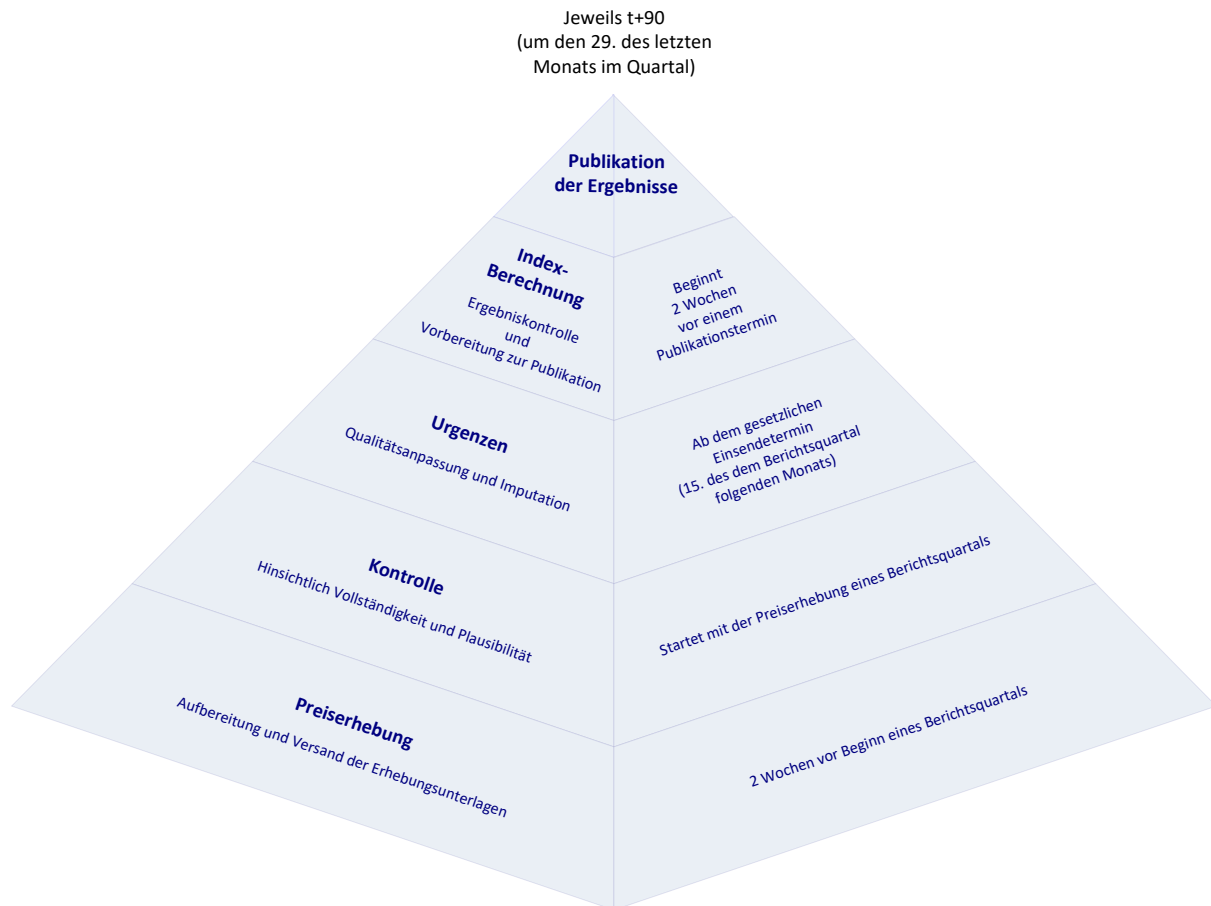 Jeweils t+90
(um den 29. des letzten
Monats im Quartal)
Publikation
der Ergebnisse
Index-
Berechnung
Ergebniskontrolle
und
Vorbereitung zur Publikation
Beginnt
2 Wochen
vor einem
Publikationstermin
Urgenzen
Qualitätsanpassung und Imputation
Ab dem gesetzlichen
Einsendetermin
(15. des dem Berichtsquartal
folgenden Monats)
Kontrolle
Hinsichtlich Vollständigkeit und Plausibilität
Startet mit der Preiserhebung eines Berichtsquartals
Preiserhebung
Aufbereitung und Versand der Erhebungsunterlagen
2 Wochen vor Beginn eines Berichtsquartals